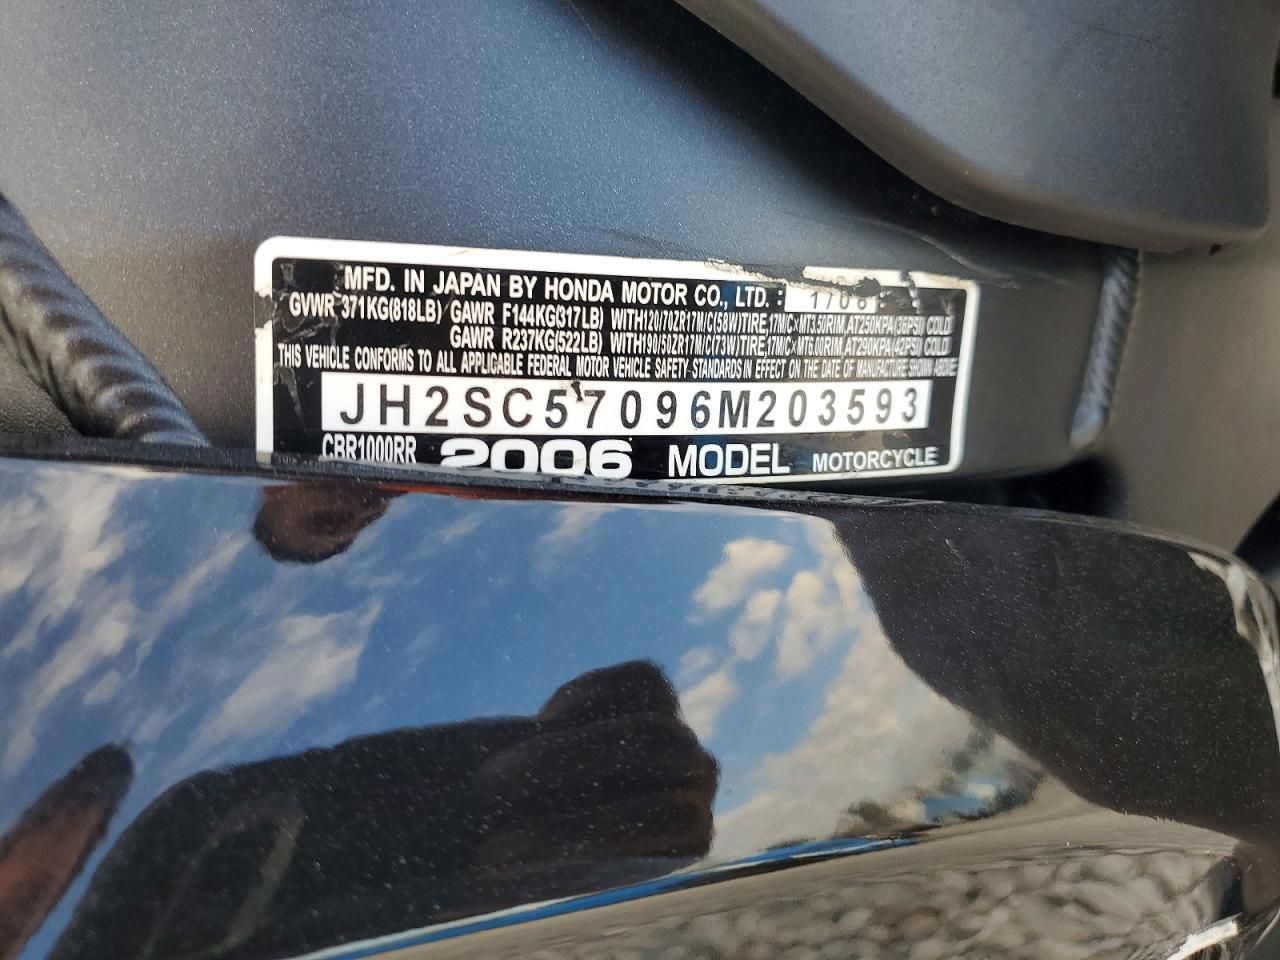 MFD. IN JAPAN BY HONDA MOTOR CO., LTD. : 1/06
GVWR 371KG(818LB) GAWR F144KG(317LB) WITH120/70ZR17M/C(58W)TIRE,17M/C×MT3.50RIM,AT250KPA(36PSI) COLD
GAWR R237KG(522LB) WITH190/50ZR17M/C(73W)TIRE,17M/C×MT6.00RIM,AT290KPA(42PSI) COLD
THIS VEHICLE CONFORMS TO ALL APPLICABLE FEDERAL MOTOR VEHICLE SAFETY STANDARDS IN EFFECT ON THE DATE OF MANUFACTURE SHOWN ABOVE.
JH2SC57096M203593
CBR1000RR 2006 MODEL MOTORCYCLE